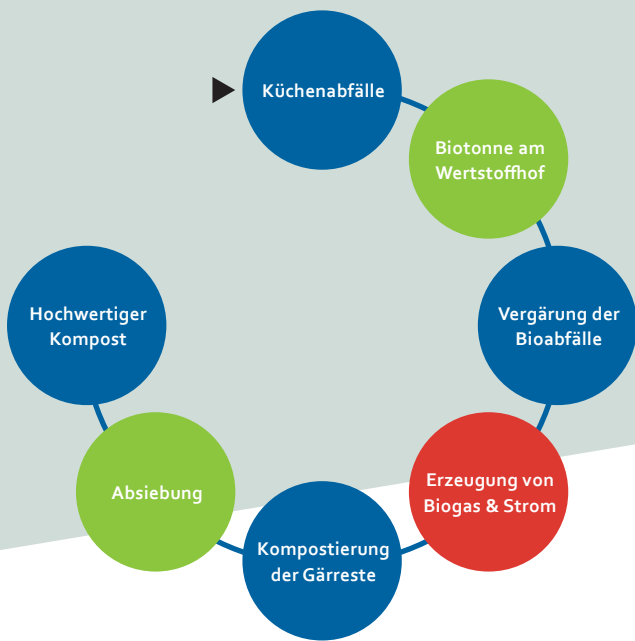 Küchenabfälle
Biotonne am
Wertstoffhof
Vergärung der
Bioabfälle
Erzeugung von
Biogas & Strom
Kompostierung
der Gärreste
Absiebung
Hochwertiger
Kompost